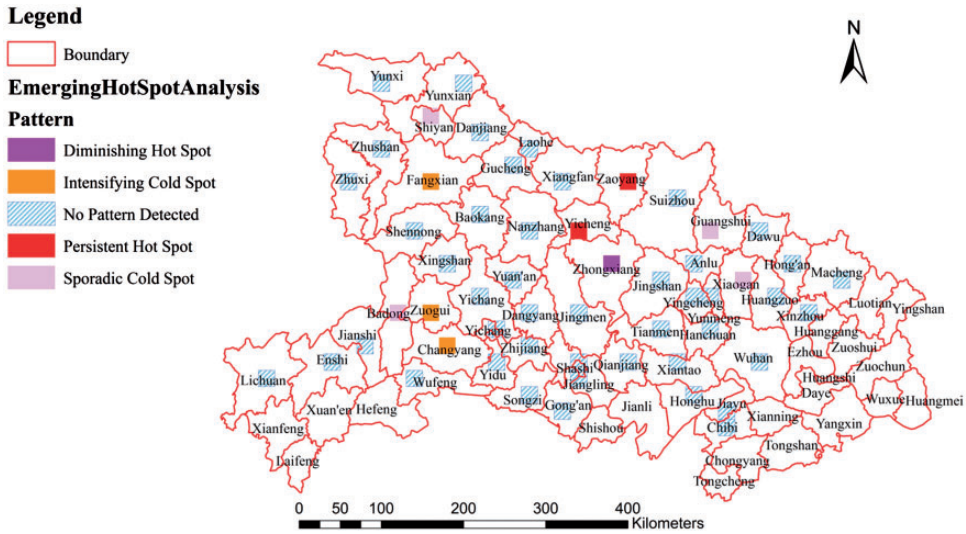 Legend
Boundary
EmergingHotSpotAnalysis
Pattern
Diminishing Hot Spot
Intensifying Cold Spot
No Pattern Detected
Persistent Hot Spot
Sporadic Cold Spot
N
Yunxi
Yunxian
Shiyan
Danjiang
Laohe
Zhushan
Gucheng
Zhuxi
Fangxian
Xiangfan
Zaoyang
Suizhou
Baokang
Shennong
Nanzhang
Yicheng
Guangshui
Dawu
Xingshan
Zhongxiang
Anlu
Hong'an
Macheng
Yuan'an
Jingshan
Xiaogan
Yichang
Yingcheng
Huangzuo
Luotian
Yingshan
Badong
Zuogui
Dangyang
Jingmen
Yunmeng
Xinzhou
Jianshi
Yichang
Tianmen
Hanchuan
Huanggang
Changyang
Zhijiang
Ezhou
Zuoshui
Enshi
Shashi
Qianjiang
Xiantao
Wuhan
Zuochun
Lichuan
Wufeng
Yidu
Jiangling
Huangshi
Songzi
Honghu
Jiayu
Daye
Wuxue
Huangmei
Xuan'en
Hefeng
Gong'an
Jianli
Xianning
Xianfeng
Shishou
Chibi
Yangxin
Laifeng
Tongshan
Chongyang
Tongcheng
0 50 100 200 300 400
Kilometers